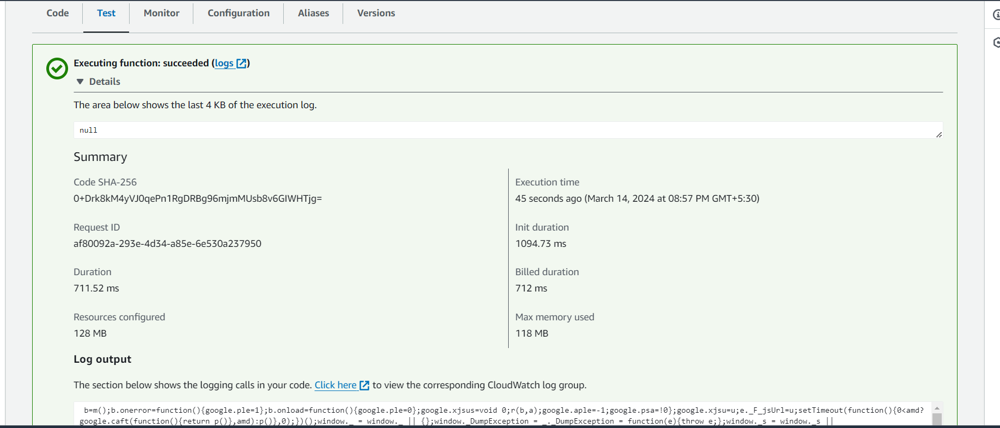 Code Test Monitor Configuration Aliases Versions
Executing function: succeeded (logs)
Details
The area below shows the last 4 KB of the execution log.
null
Summary
Code SHA-256
0+Drk8kM4yVJ0qePn1RgDRBg96mjmMUsb8v6GIWHTjg=
Execution time
45 seconds ago (March 14, 2024 at 08:57 PM GMT+5:30)
Request ID
af80092a-293e-4d34-a85e-6e530a237950
Init duration
1094.73 ms
Duration
711.52 ms
Billed duration
712 ms
Resources configured
128 MB
Max memory used
118 MB
Log output
The section below shows the logging calls in your code. Click here to view the corresponding CloudWatch log group.
b=m();b.onerror=function(){google.ple=1};b.onload=function(){google.ple=0};google.xjsus=void 0;r(b,a);google.aple=-1;google.psa=!0};google.xjsu=u;e._F_jsUrl=u;setTimeout(function(){0<amd?
google.caft(function(){return p()},amd):p()},0);})();window._ = window._ || {};window._DumpException = _._DumpException = function(e){throw e;};window._s = window._s ||